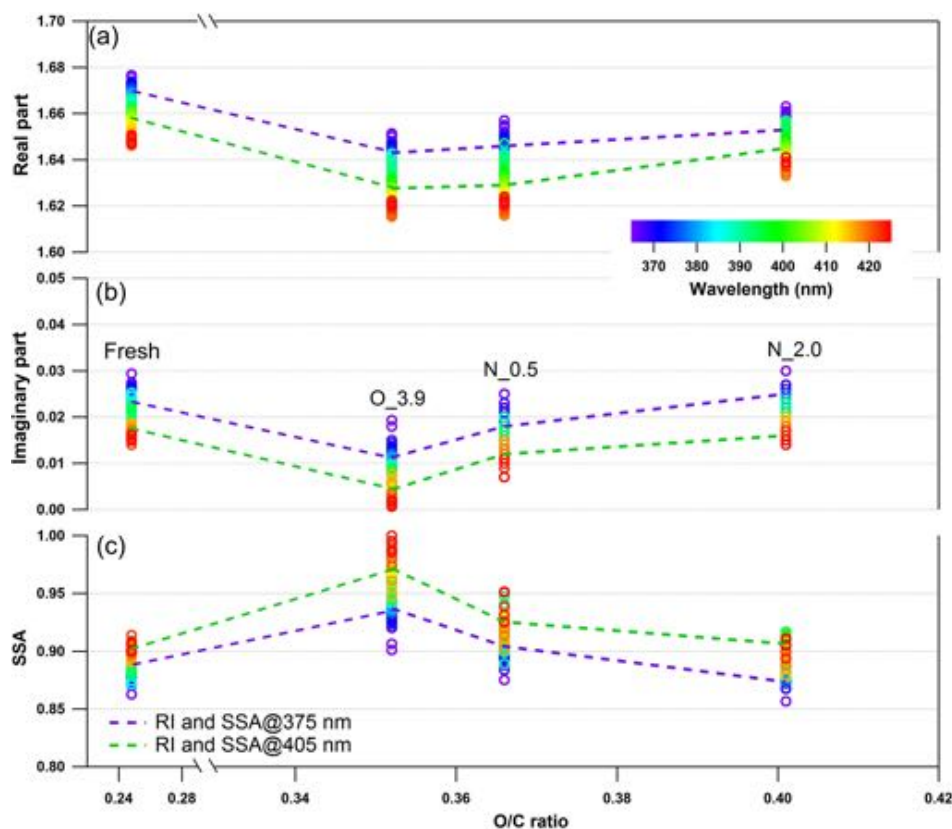 (a)
1.70
1.68
1.66
1.64
1.62
1.60
Real part
370 380 390 400 410 420
Wavelength (nm)
(b)
0.05
0.04
0.03
0.02
0.01
0.00
Imaginary part
Fresh
O_3.9
N_0.5
N_2.0
(c)
1.00
0.95
0.90
0.85
0.80
SSA
RI and SSA@375 nm
RI and SSA@405 nm
0.24 0.28 0.34 0.36 0.38 0.40 0.42
O/C ratio